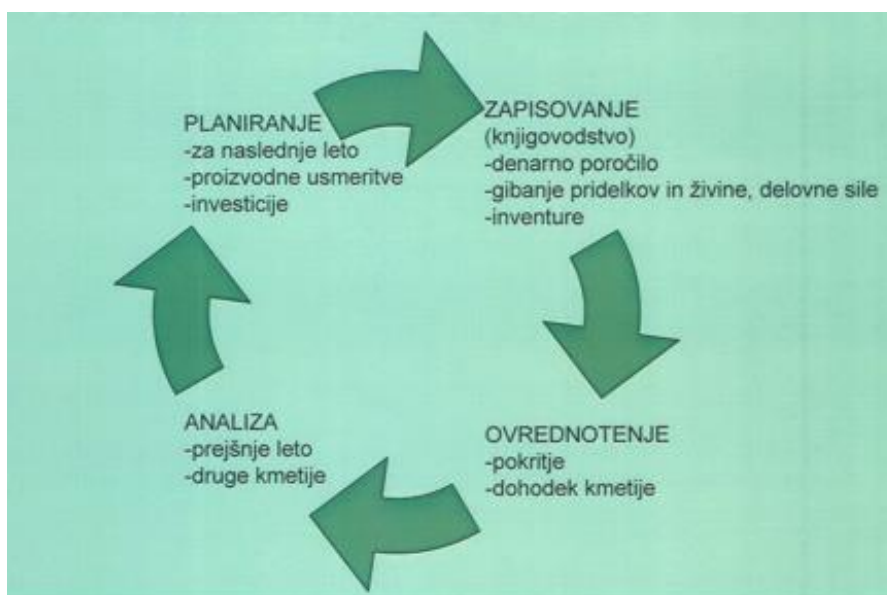 PLANIRANJE
-za naslednje leto
-proizvodne usmeritve
-investicije
ZAPISOVANJE
(knjigovodstvo)
-denarno poročilo
-gibanje pridelkov in živine, delovne sile
-inventure
OVREDNOTENJE
-pokritje
-dohodek kmetije
ANALIZA
-prejšnje leto
-druge kmetije